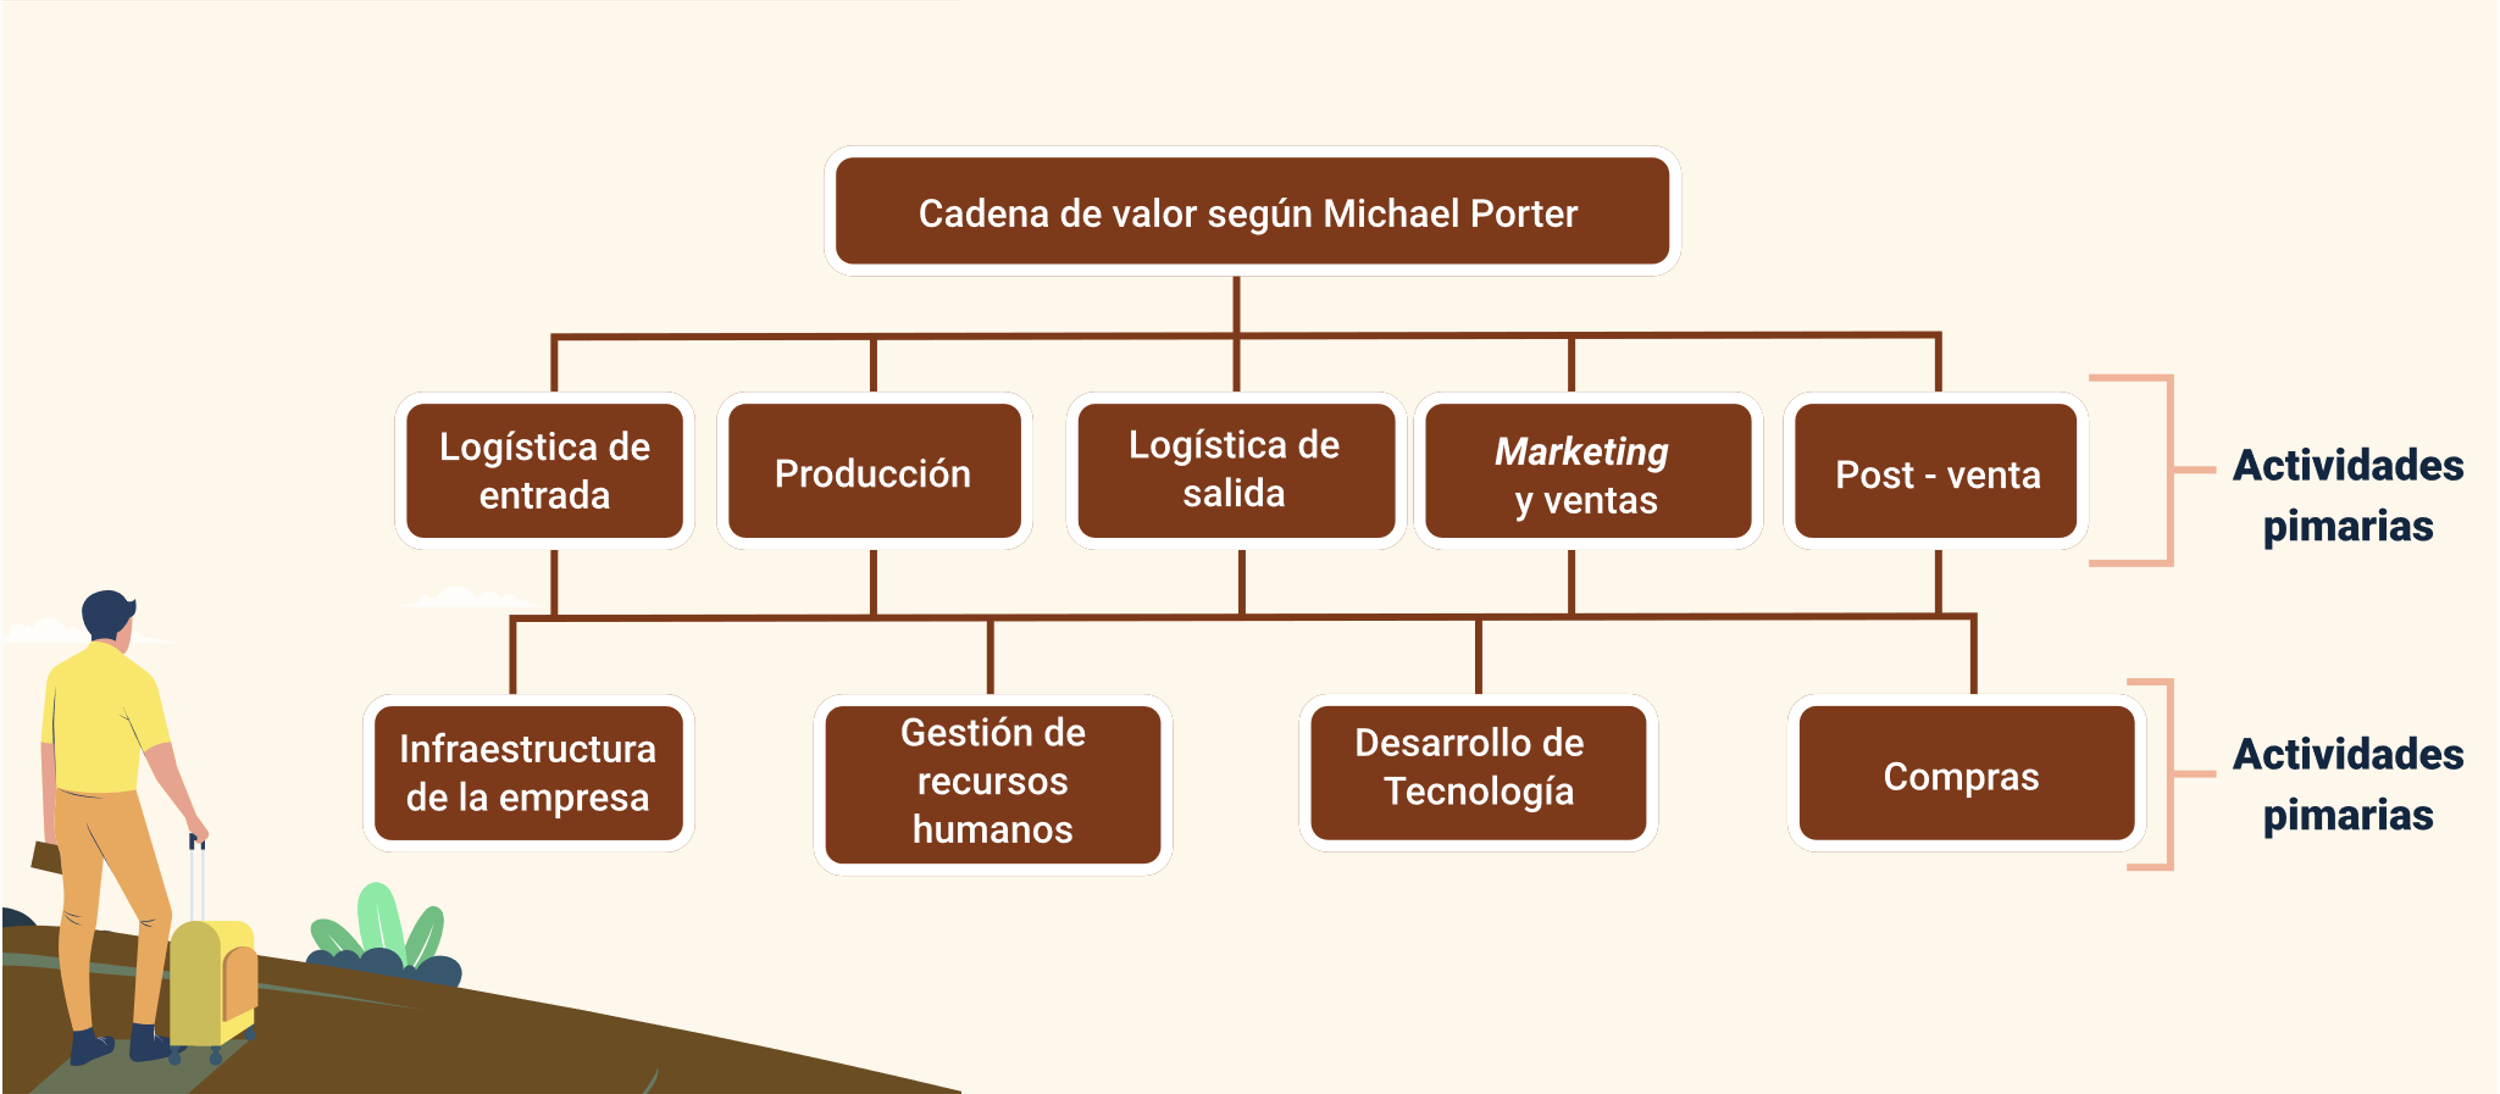 Cadena de valor según Michael Porter
Logística de
entrada
Producción
Logística de
salida
Marketing
y ventas
Post - venta
Actividades
pimarias
Infraestructura
de la empresa
Gestión de
recursos
humanos
Desarrollo de
Tecnología
Compras
Actividades
pimarias